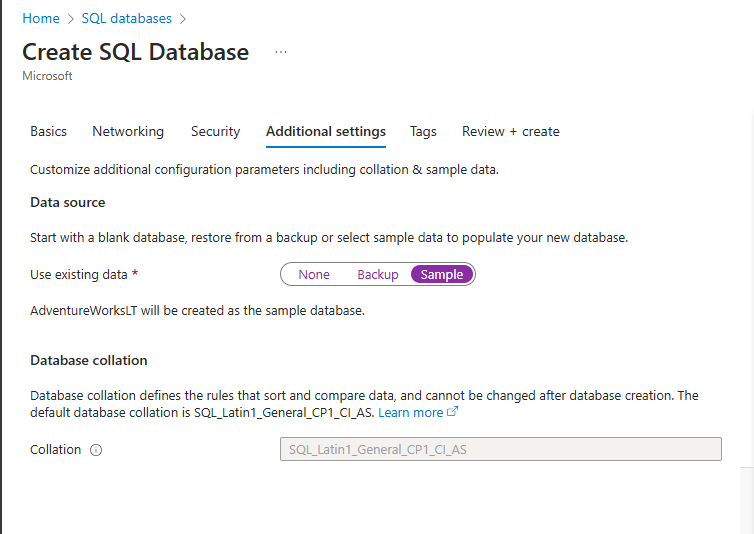 Home > SQL databases >
Create SQL Database ...
Microsoft
Basics Networking Security Additional settings Tags Review + create
Customize additional configuration parameters including collation & sample data.
Data source
Start with a blank database, restore from a backup or select sample data to populate your new database.
Use existing data * None Backup Sample
AdventureWorksLT will be created as the sample database.
Database collation
Database collation defines the rules that sort and compare data, and cannot be changed after database creation. The
default database collation is SQL_Latin1_General_CP1_CI_AS. Learn more
Collation SQL_Latin1_General_CP1_CI_AS